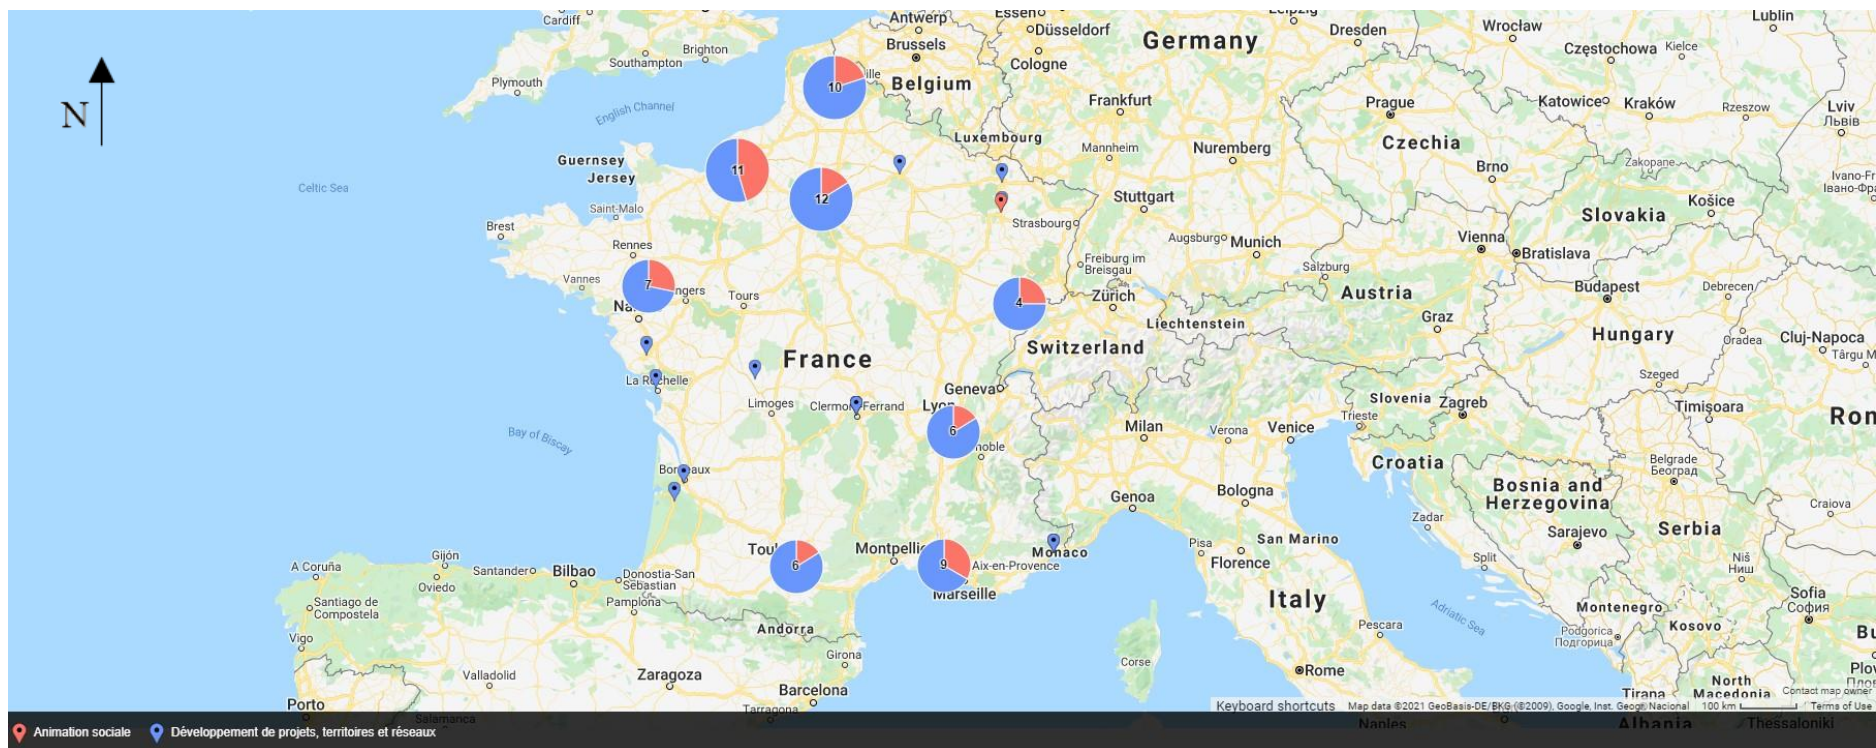 Cardiff
Antwerp
Essen
Leipzig
Lublin
Brighton
Southampton
Plymouth
Brussels
Düsseldorf
Cologne
Germany
Dresden
Wrocław
Częstochowa
Kielce
N
10
Belgium
Frankfurt
Prague
Katowice
Kraków
Rzeszow
Lviv
Львів
English Channel
Luxembourg
Mannheim
Nuremberg
Czechia
Brno
Zakopane
Guernsey
Jersey
11
12
Celtic Sea
Saint-Malo
Brest
Rennes
Strasbourg
Stuttgart
Augsburg
Munich
Vienna
Bratislava
Slovakia
Košice
Vannes
7
Tours
4
Freiburg im
Breisgau
Zürich
Salzburg
Austria
Budapest
Debrecen
Liechtenstein
Graz
Hungary
Oradea
Cluj-Napoca
France
Switzerland
Geneva
Szeged
Limoges
Clermont-Ferrand
Lyon
6
Milan
Verona
Venice
Slovenia
Zagreb
Trieste
Timișoara
Bay of Biscay
Bordeaux
Genoa
Bologna
Croatia
Belgrade
Београд
Bosnia and
Herzegovina
Craiova
Zadar
Sarajevo
Serbia
6
9
Montpellier
Aix-en-Provence
Marseille
Monaco
Pisa
Florence
San Marino
Split
Niš
Ниш
A Coruña
Gijón
Oviedo
Santander
Bilbao
Donostia-San
Sebastian
Pamplona
Santiago de
Compostela
Vigo
Andorra
Girona
Corse
Italy
Pescara
Adriatic Sea
Montenegro
Podgorica
Подгорица
Kosovo
Sofia
София
Porto
Valladolid
Zaragoza
Barcelona
Tarragona
Salamanca
Rome
Tirana
North
Macedonia
Contact map owner
Keyboard shortcuts
Map data ©2021 GeoBasis-DE/BKG (©2009), Google, Inst. Geogr. Nacional
100 km
Terms of Use
Naples
Albania
Thessaloniki
Animation sociale
Développement de projets, territoires et réseaux